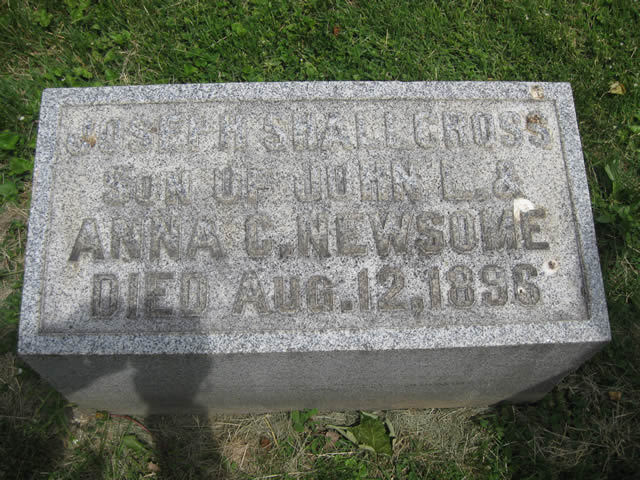 JOSEPH SHALLCROSS
SON OF JOHN L. &
ANNA C. NEWSOME
DIED AUG. 12, 1896